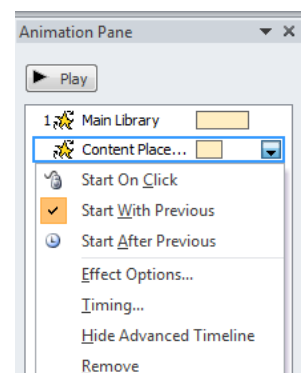 Animation Pane
Play
1 Main Library
Content Place...
Start On Click
Start With Previous
Start After Previous
Effect Options...
Timing...
Hide Advanced Timeline
Remove